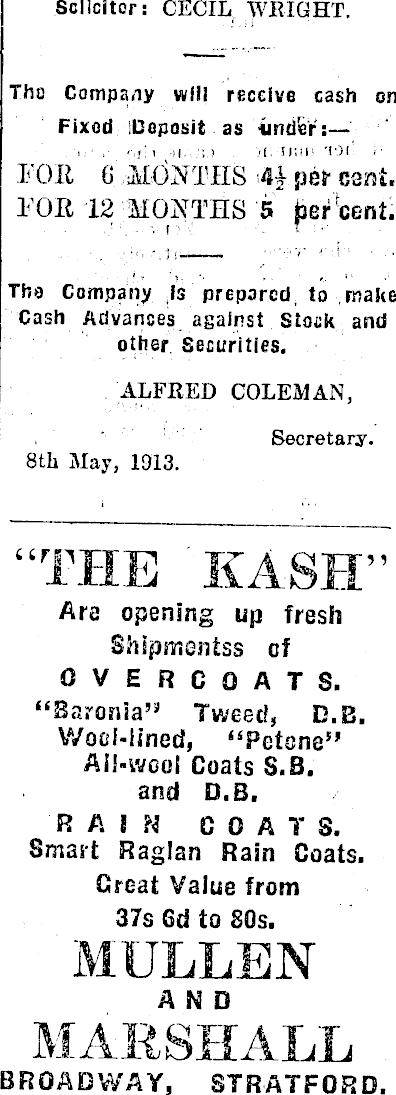 Solicitor: CECIL WRIGHT.
The Company will receive cash on
Fixed Deposit as under:—
FOR 6 MONTHS 4½ per cent.
FOR 12 MONTHS 5 per cent.
The Company is prepared to make
Cash Advances against Stock and
other Securities.
ALFRED COLEMAN,
Secretary.
8th May, 1913.
"THE KASH"
Are opening up fresh
Shipmentss of
OVERCOATS.
"Baronia" Tweed, D.B.
Wool-lined, "Petone"
All-wool Coats S.B.
and D.B.
RAIN COATS.
Smart Raglan Rain Coats.
Great Value from
37s 6d to 80s.
MULLEN
AND
MARSHALL
BROADWAY, STRATFORD.